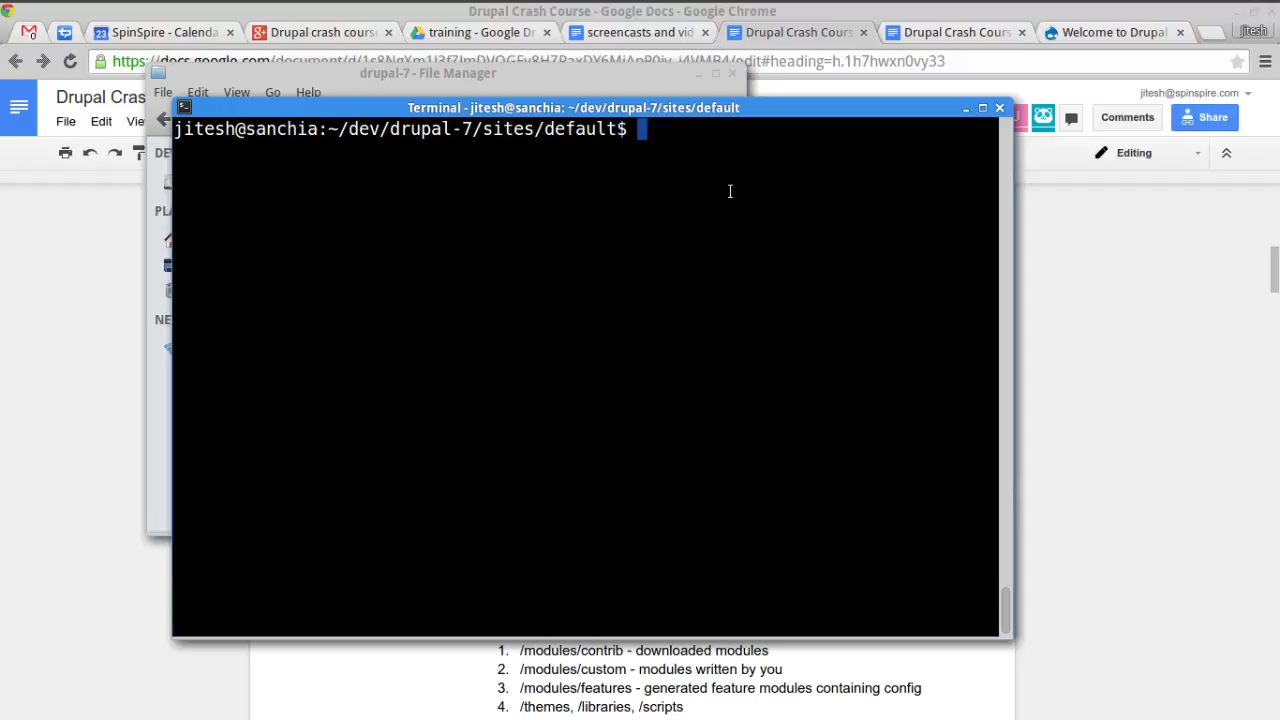 Drupal Crash Course - Google Docs - Google Chrome
SpinSpire - Calenda
Drupal crash cours
training - Google Dr
screencasts and vid
Drupal Crash Cours
Drupal Crash Cours
Welcome to Drupal
jitesh
drupal-7 - File Manager
jitesh@spinspire.com
Drupal Cras
File Edit Vie
File Edit View Go Help
Comments
Share
Editing
Terminal - jitesh@sanchia: ~/dev/drupal-7/sites/default
jitesh@sanchia:~/dev/drupal-7/sites/default$
DE
PLA
NE
1. /modules/contrib - downloaded modules
2. /modules/custom - modules written by you
3. /modules/features - generated feature modules containing config
4. /themes, /libraries, /scripts